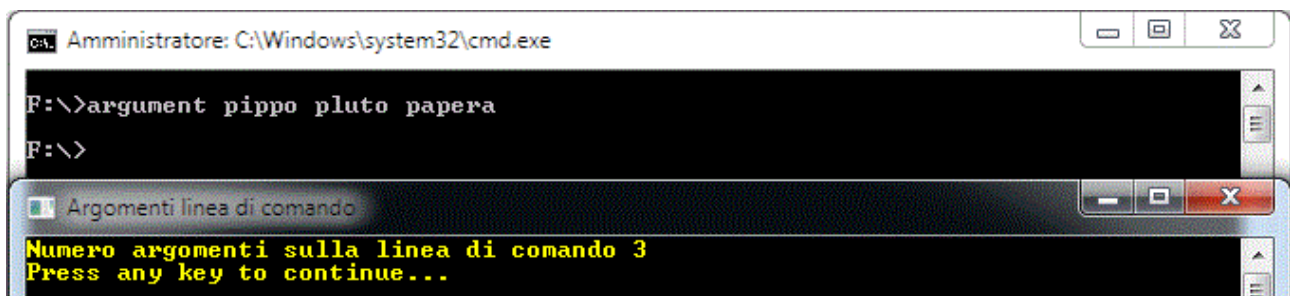 Amministratore: C:\Windows\system32\cmd.exe
F:\>argument pippo pluto papera
F:\>
Argomenti linea di comando
Numero argomenti sulla linea di comando 3
Press any key to continue...